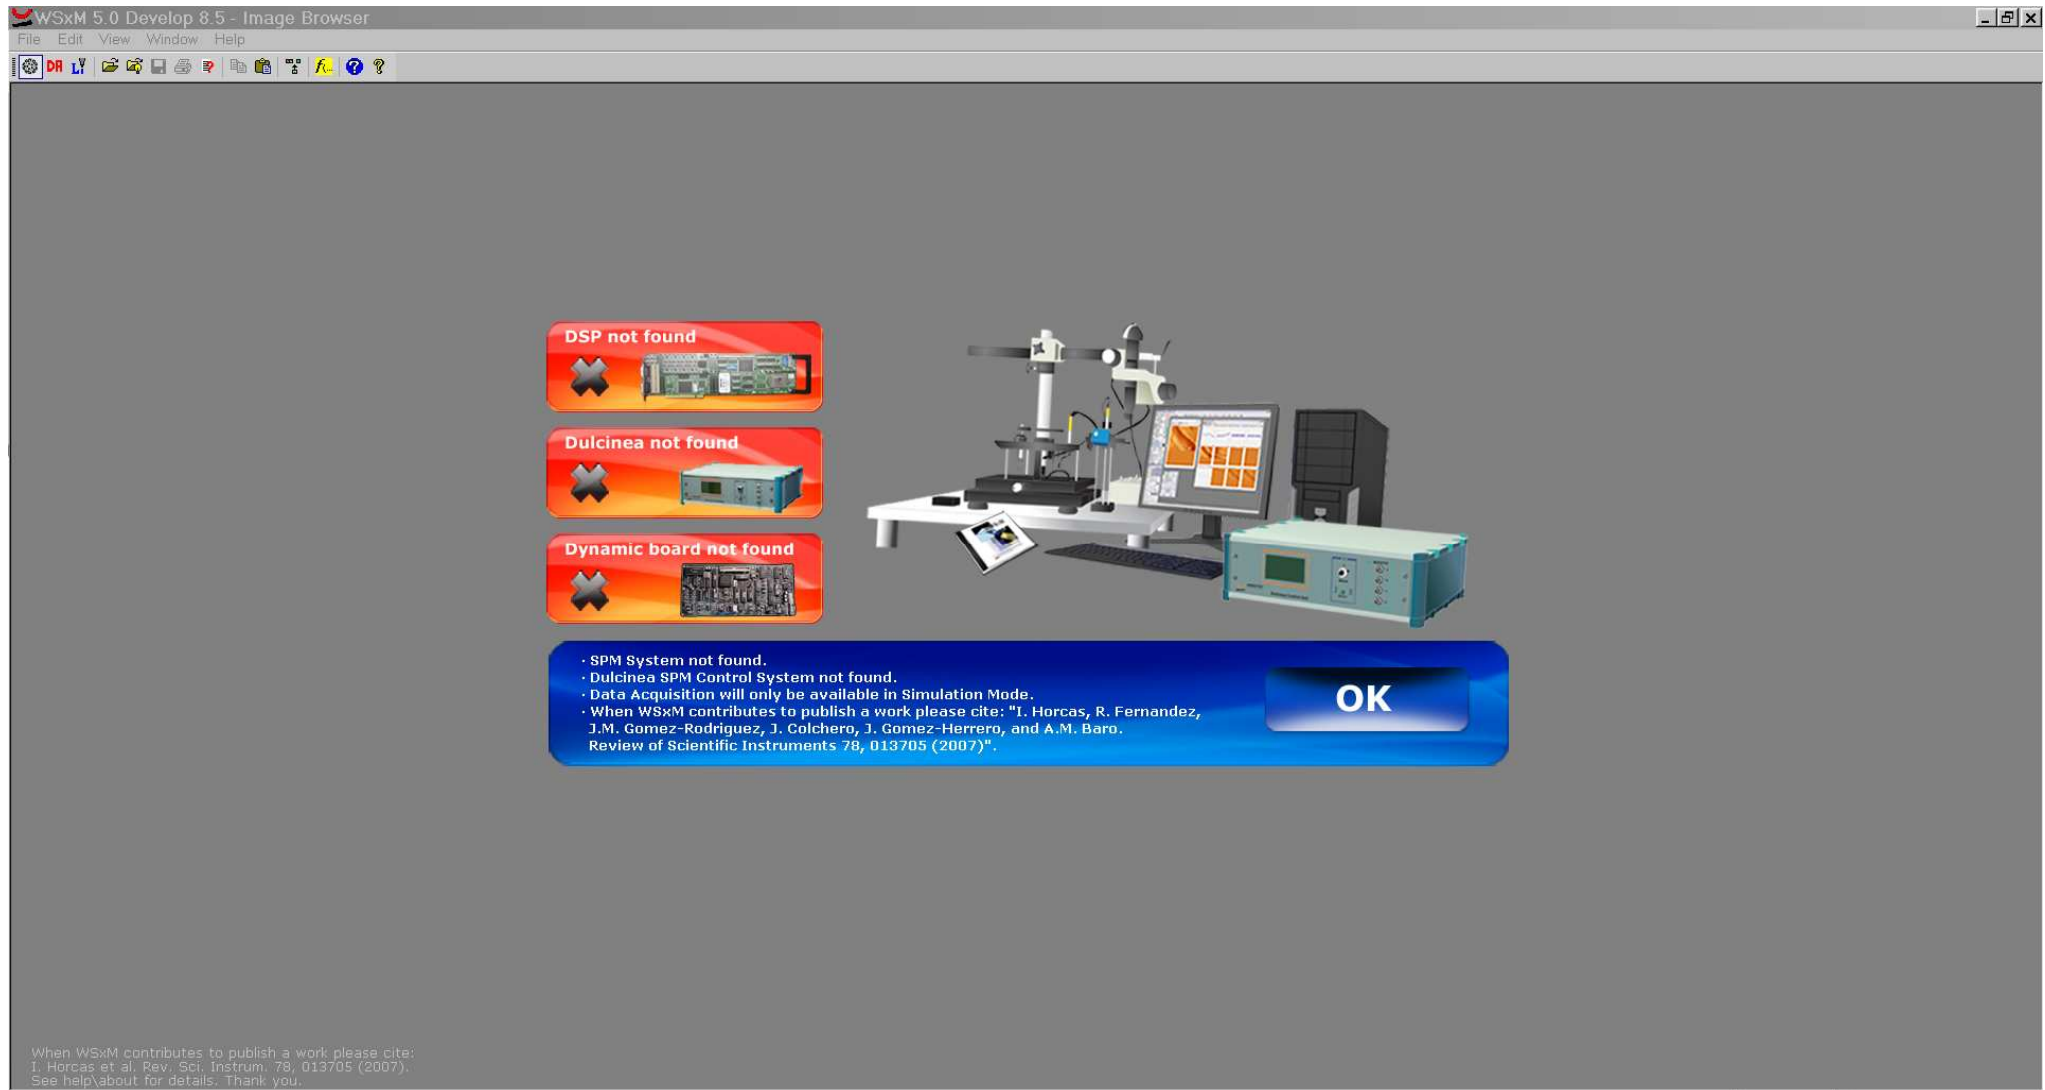 WSxM 5.0 Develop 8.5 - Image Browser
File Edit View Window Help
DA LI f(...
DSP not found
Dulcinea not found
Dynamic board not found
· SPM System not found.
· Dulcinea SPM Control System not found.
· Data Acquisition will only be available in Simulation Mode.
· When WSxM contributes to publish a work please cite: "I. Horcas, R. Fernandez,
J.M. Gomez-Rodriguez, J. Colchero, J. Gomez-Herrero, and A.M. Baro.
Review of Scientific Instruments 78, 013705 (2007)".
OK
When WSxM contributes to publish a work please cite:
I. Horcas et al. Rev. Sci. Instrum. 78, 013705 (2007).
See help\about for details. Thank you.